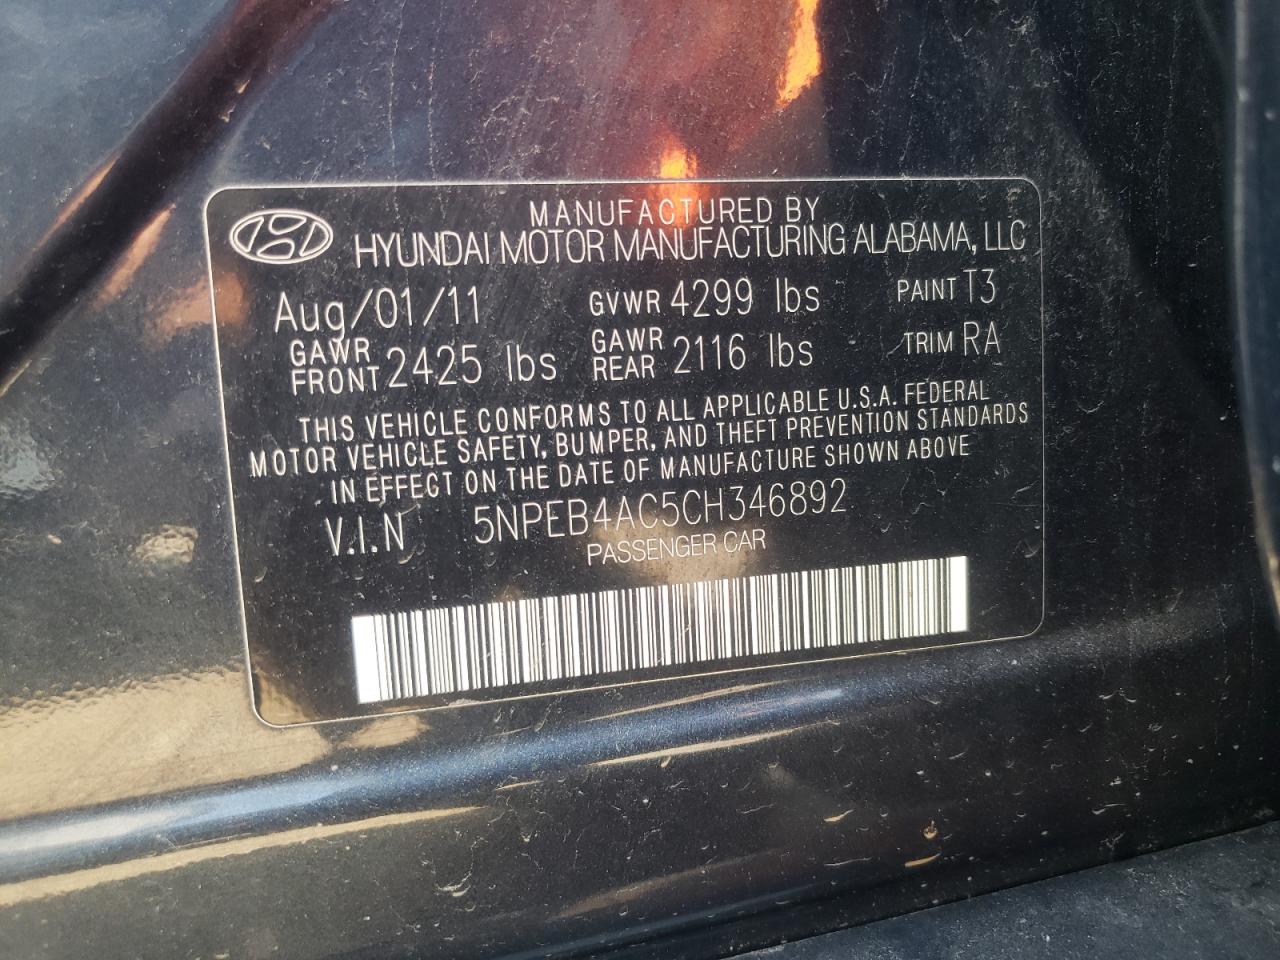 MANUFACTURED BY
HYUNDAI MOTOR MANUFACTURING ALABAMA, LLC
Aug/01/11 GVWR 4299 lbs PAINT T3
GAWR FRONT 2425 lbs GAWR REAR 2116 lbs TRIM RA
THIS VEHICLE CONFORMS TO ALL APPLICABLE U.S.A. FEDERAL
MOTOR VEHICLE SAFETY, BUMPER, AND THEFT PREVENTION STANDARDS
IN EFFECT ON THE DATE OF MANUFACTURE SHOWN ABOVE
V.I.N 5NPEB4AC5CH346892
PASSENGER CAR